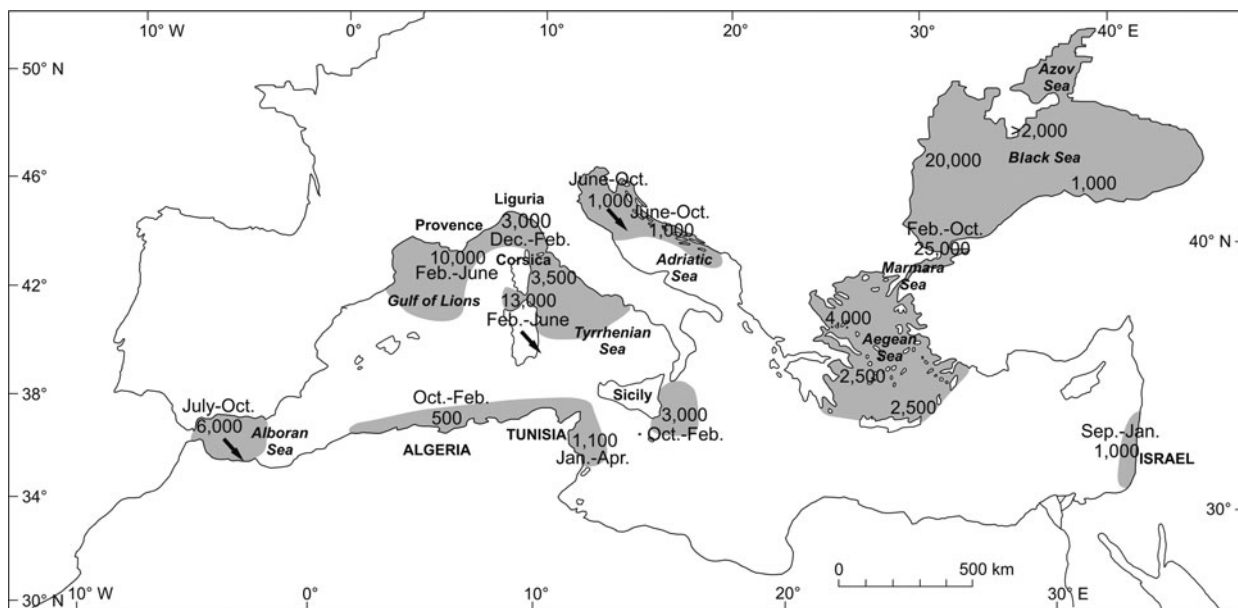 10° W
0°
10°
20°
30°
40° E
50° N
46°
42°
38°
34°
30° N
40° N
30°
Azov
Sea
>2,000
20,000
Black Sea
1,000
June-Oct.
1,000
June-Oct.
1,000
Adriatic
Sea
Liguria
3,000
Dec.-Feb.
Provence
10,000
Feb.-June
Gulf of Lions
Corsica
3,500
13,000
Feb.-June
Tyrrhenian
Sea
Feb.-Oct.
25,000
Marmara
Sea
4,000
Aegean
Sea
2,500
2,500
Sicily
3,000
Oct.-Feb.
July-Oct.
6,000
Alboran
Sea
Oct.-Feb.
500
ALGERIA
TUNISIA
1,100
Jan.-Apr.
Sep.-Jan.
1,000
ISRAEL
0
500 km
10° W
0°
10°
20°
30° E